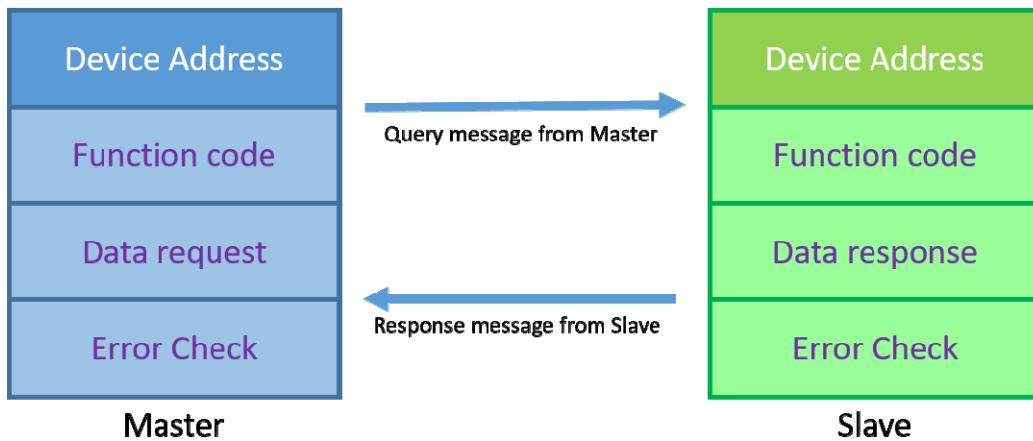 Device Address
Function code
Data request
Error Check
Master
Query message from Master
Response message from Slave
Device Address
Function code
Data response
Error Check
Slave